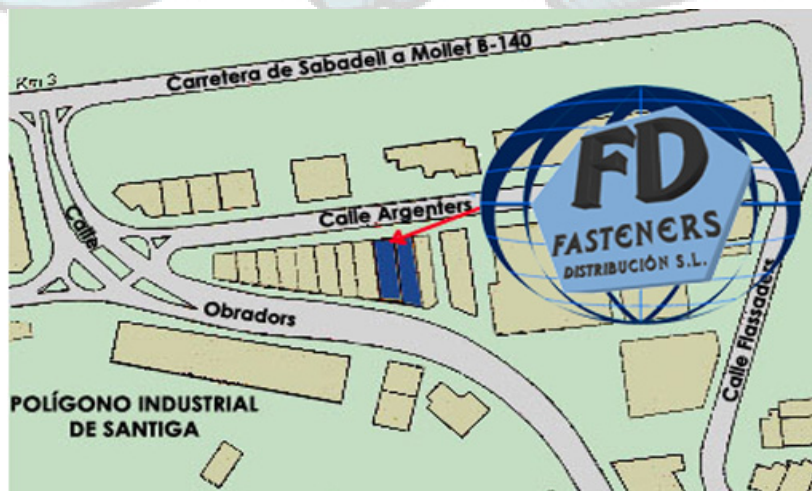 Km 3
Carretera de Sabadell a Mollet B-140
FD
FASTENERS
DISTRIBUCIÓN S.L.
Calle Argenters
Calle
Obradors
Calle Flassaders
POLÍGONO INDUSTRIAL
DE SANTIGA